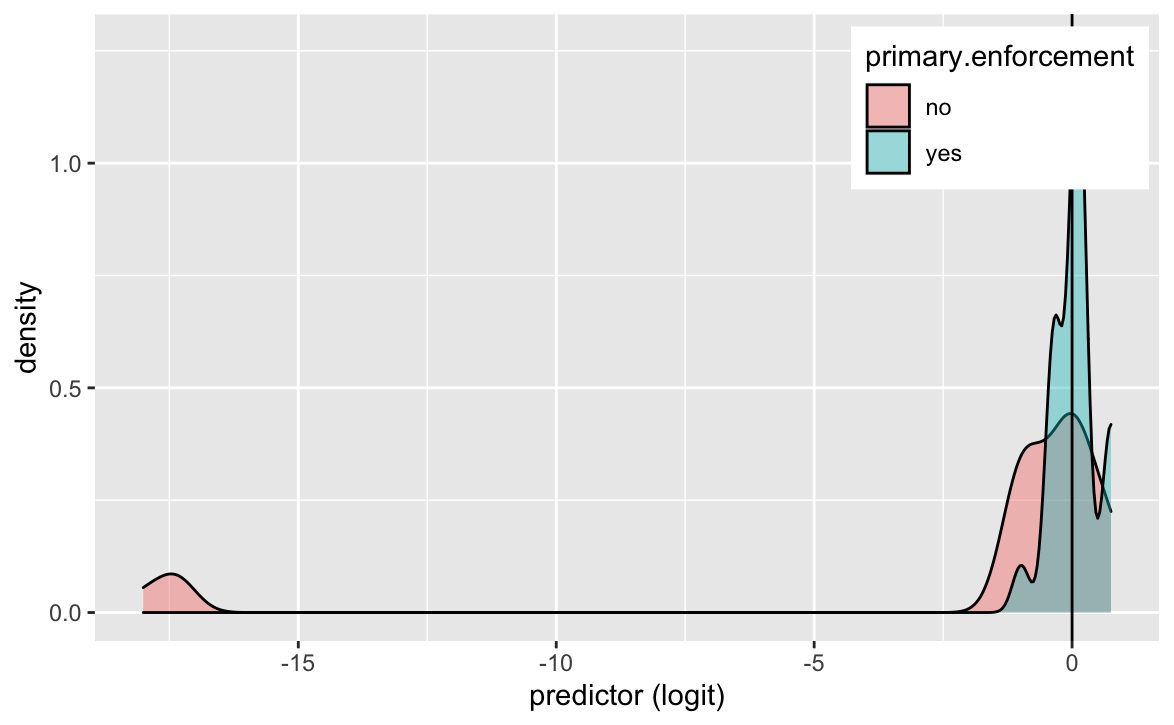 primary.enforcement
no
yes
1.0
0.5
0.0
density
-15
-10
-5
0
predictor (logit)